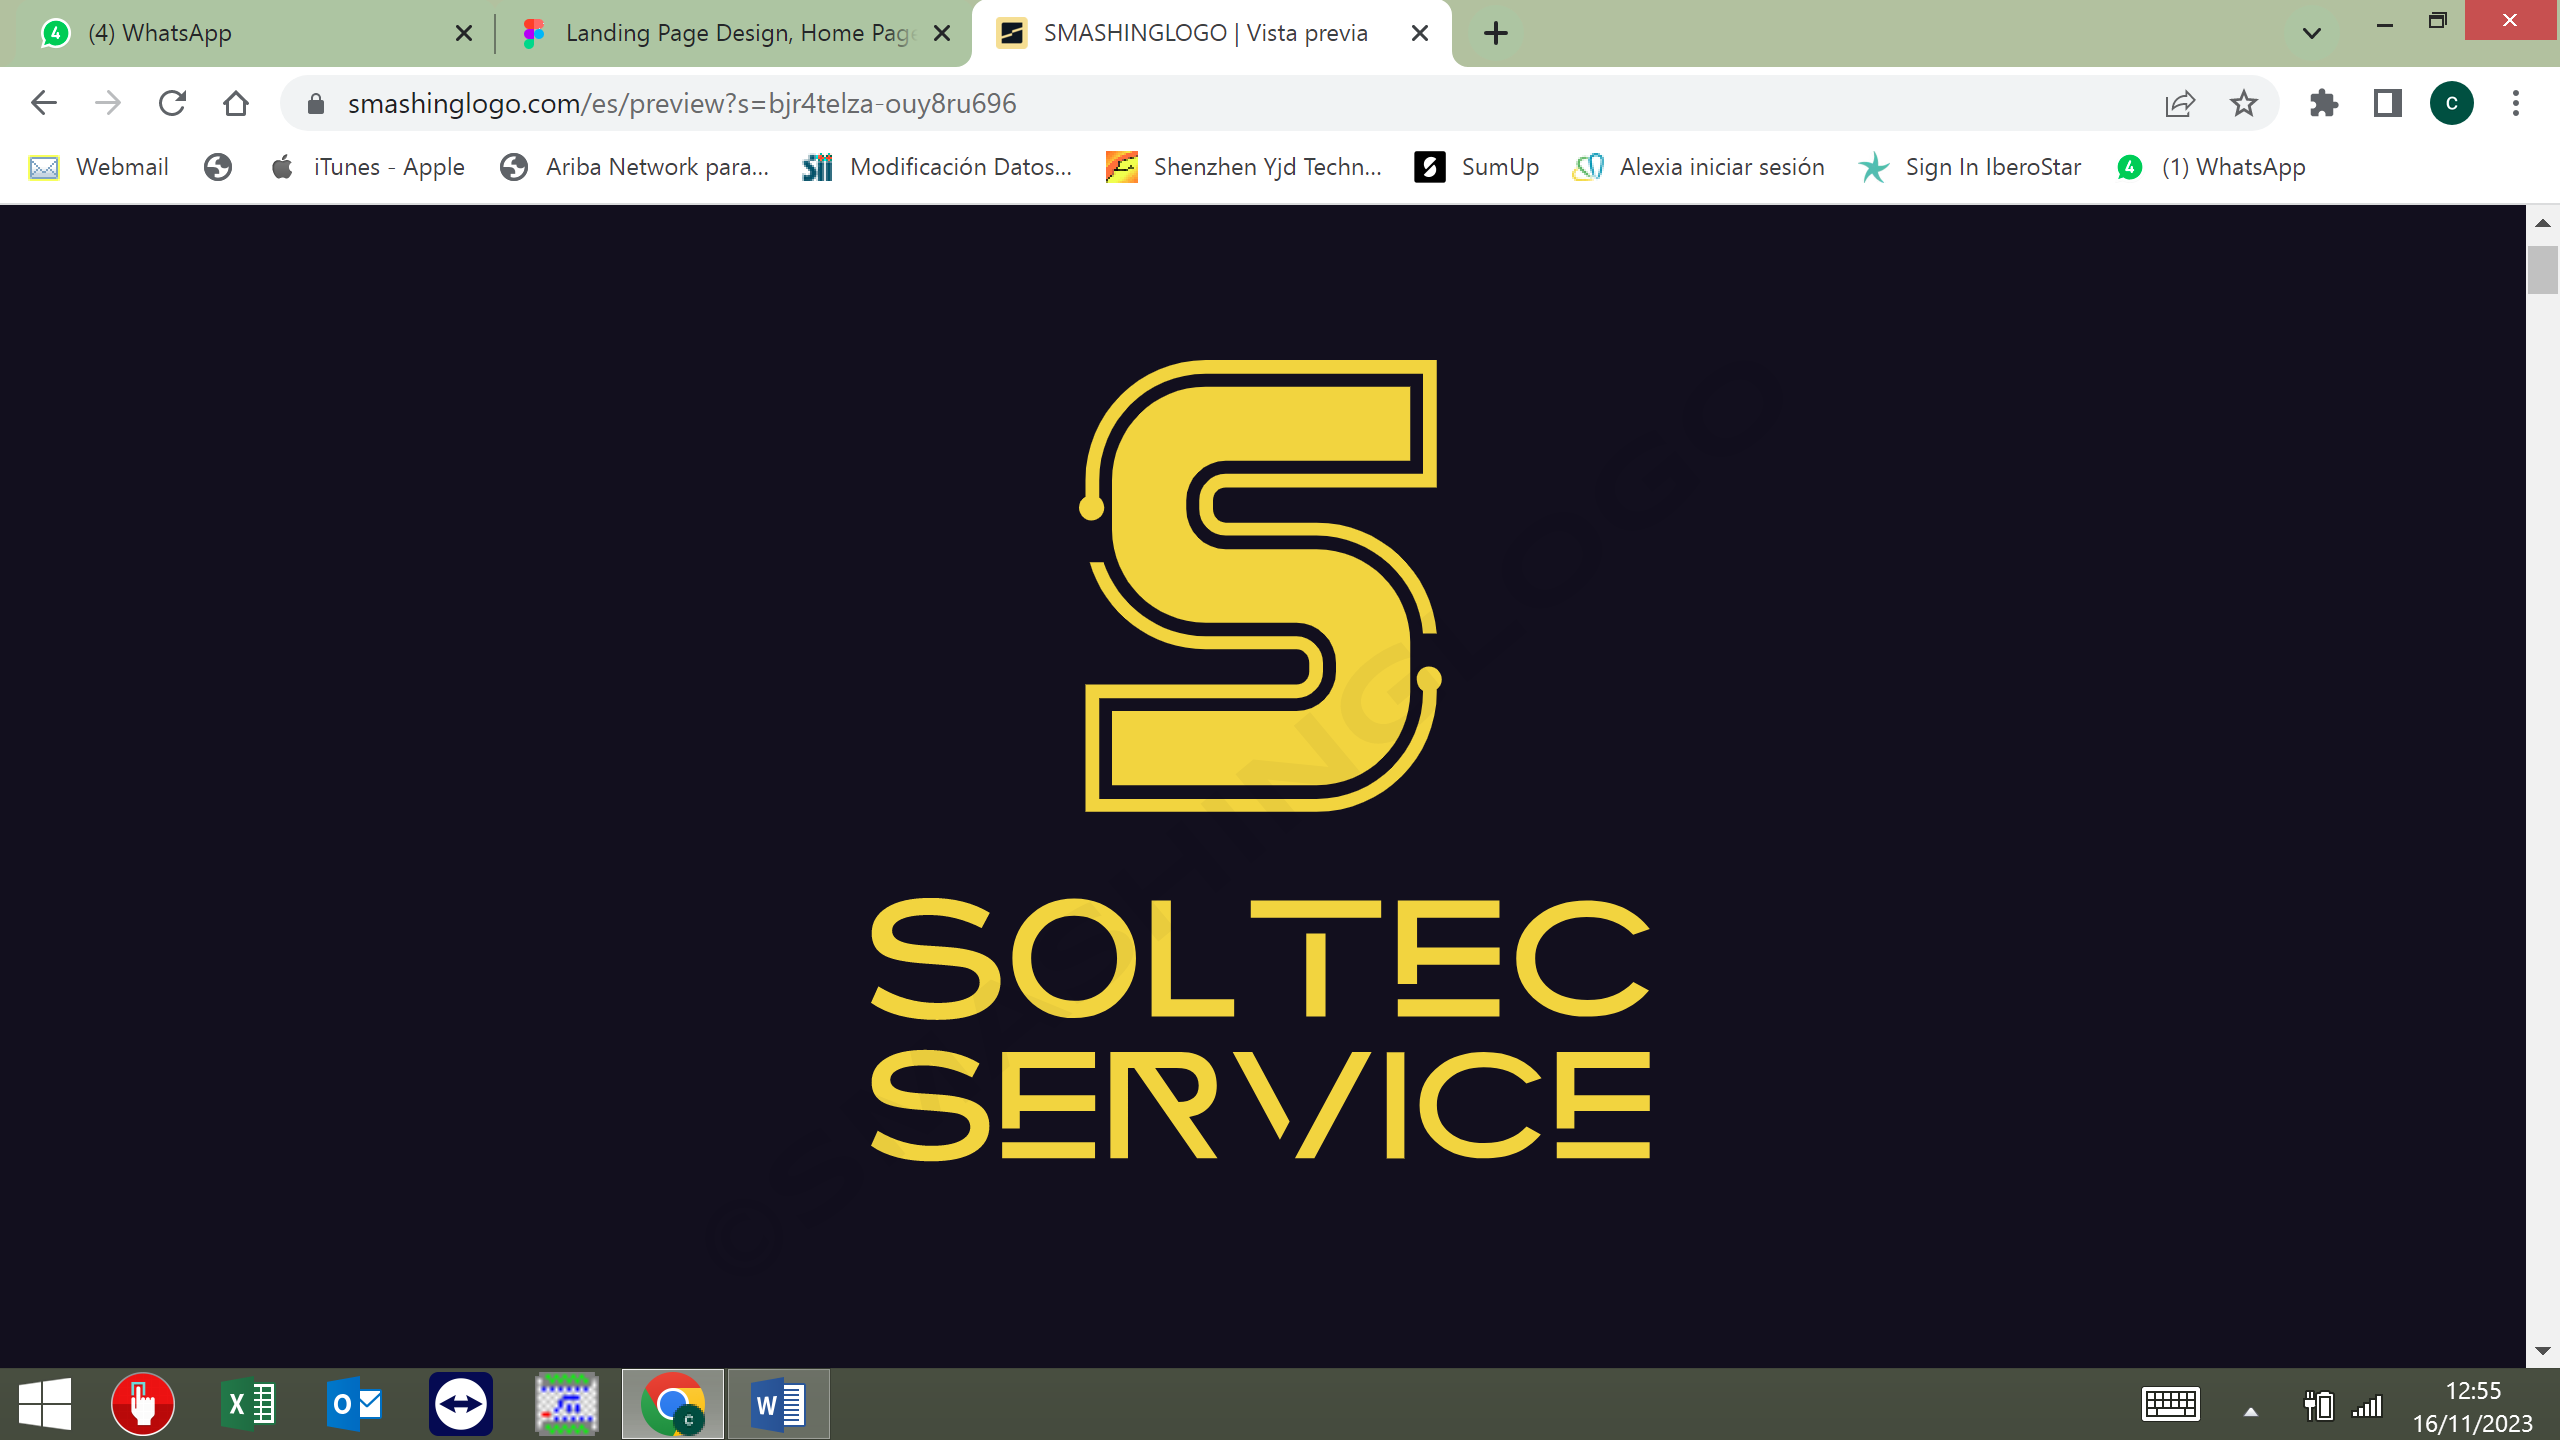 (4) WhatsApp
Landing Page Design, Home Page
SMASHINGLOGO | Vista previa
smashinglogo.com/es/preview?s=bjr4telza-ouy8ru696
C
Webmail
iTunes - Apple
Ariba Network para...
Modificación Datos...
Shenzhen Yjd Techn...
SumUp
Alexia iniciar sesión
Sign In IberoStar
(1) WhatsApp
S
SOLTEC
SERVICE
©SMASHINGLOGO
12:55
16/11/2023